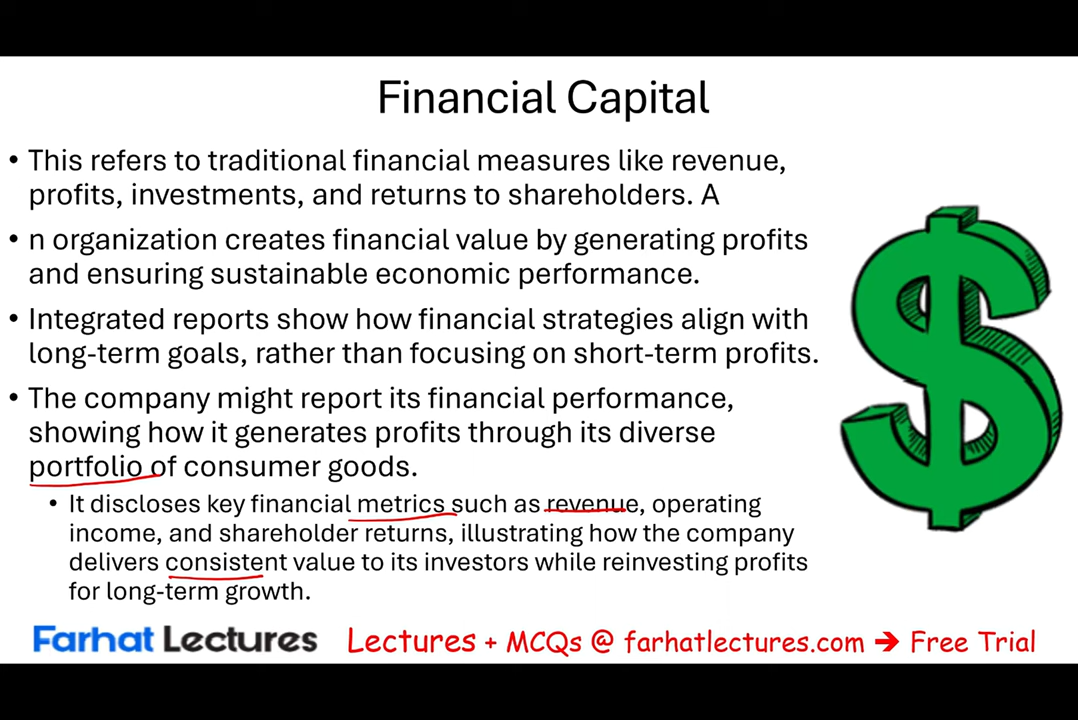 Financial Capital
• This refers to traditional financial measures like revenue,
profits, investments, and returns to shareholders. A
• n organization creates financial value by generating profits
and ensuring sustainable economic performance.
• Integrated reports show how financial strategies align with
long-term goals, rather than focusing on short-term profits.
• The company might report its financial performance,
showing how it generates profits through its diverse
portfolio of consumer goods.
• It discloses key financial metrics such as revenue, operating
income, and shareholder returns, illustrating how the company
delivers consistent value to its investors while reinvesting profits
for long-term growth.
Farhat Lectures Lectures + MCQs @ farhatlectures.com ➔ Free Trial